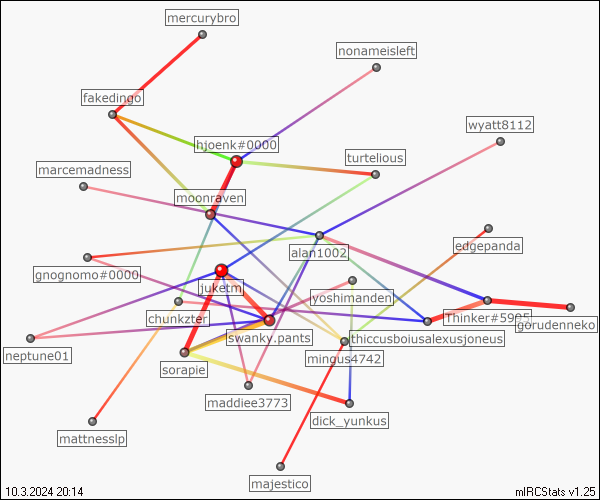 mercurybro
nonameisleft
fakedingo
wyatt8112
hjoenk#0000
turtelious
marcemadness
moonraven
edgepanda
alan1002
gnognomo#0000
juketm
yoshimanden
chunkzter
Thinker#5995
gorudenneko
swanky.pants
thiccusboiusalexusjoneus
neptune01
mingus4742
sorapie
maddiee3773
dick_yunkus
mattnesslp
majestico
10.3.2024 20:14
mIRCStats v1.25